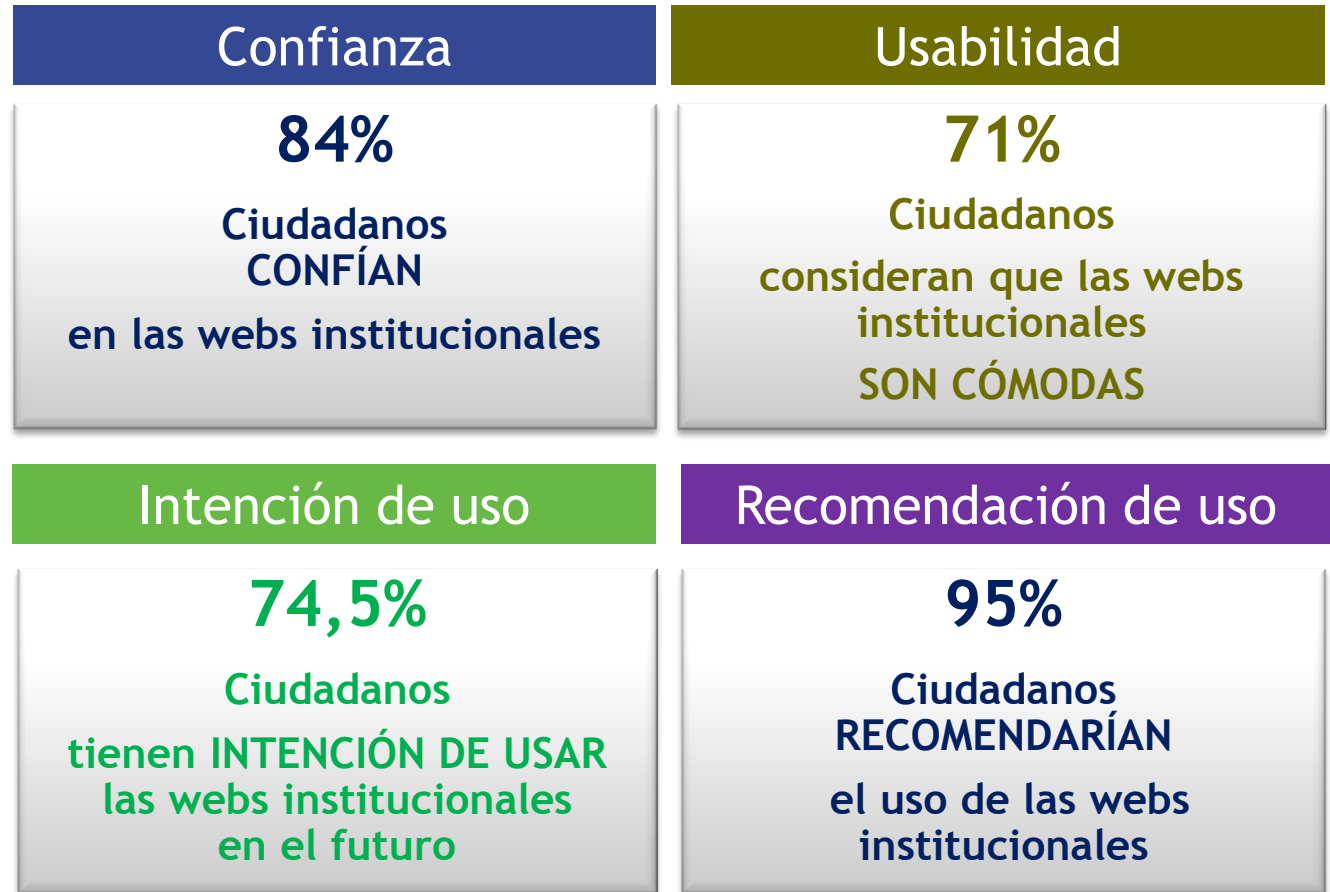 Confianza
84%
Ciudadanos
CONFÍAN
en las webs institucionales
Usabilidad
71%
Ciudadanos
consideran que las webs
institucionales
SON CÓMODAS
Intención de uso
74,5%
Ciudadanos
tienen INTENCIÓN DE USAR
las webs institucionales
en el futuro
Recomendación de uso
95%
Ciudadanos
RECOMENDARÍAN
el uso de las webs
institucionales